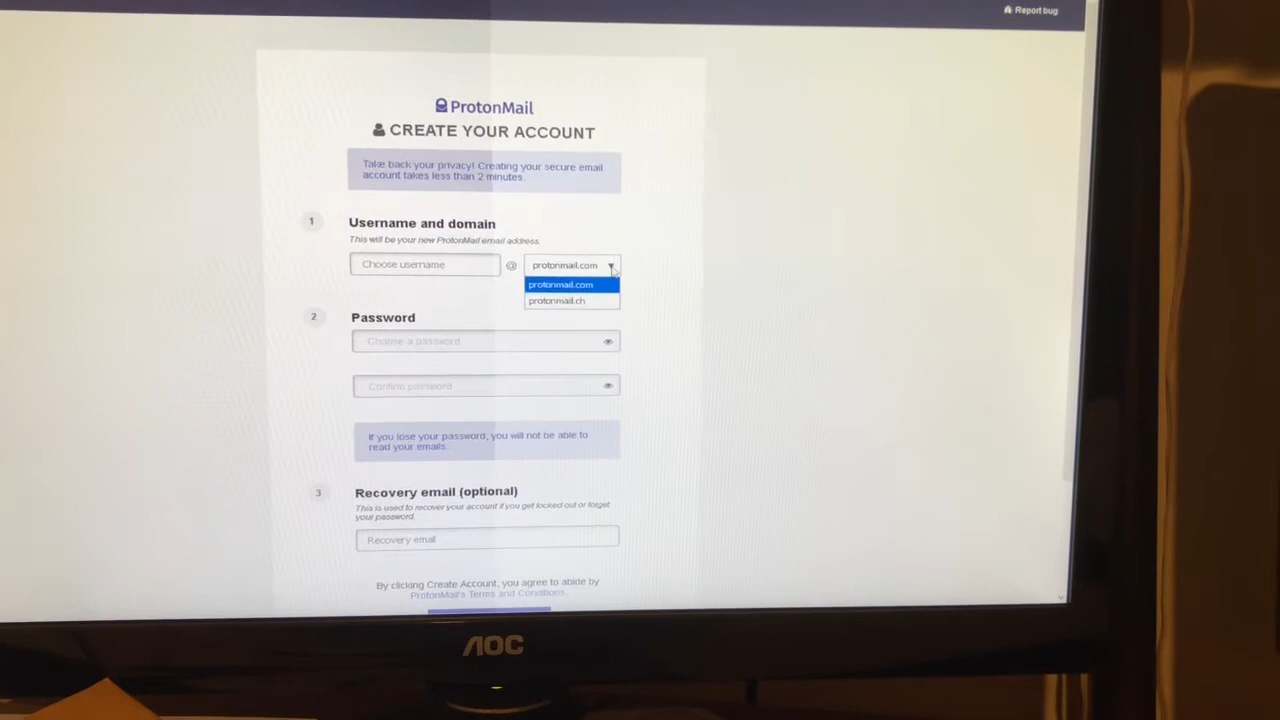 Report bug
ProtonMail
CREATE YOUR ACCOUNT
Take back your privacy! Creating your secure email
account takes less than 2 minutes.
1
Username and domain
This will be your new ProtonMail email address.
Choose username
@
protonmail.com
protonmail.com
protonmail.ch
2
Password
Choose a password
Confirm password
If you lose your password, you will not be able to
read your emails.
3
Recovery email (optional)
This is used to recover your account if you get locked out or forget
your password.
Recovery email
By clicking Create Account, you agree to abide by
ProtonMail's Terms and Conditions.
AOC